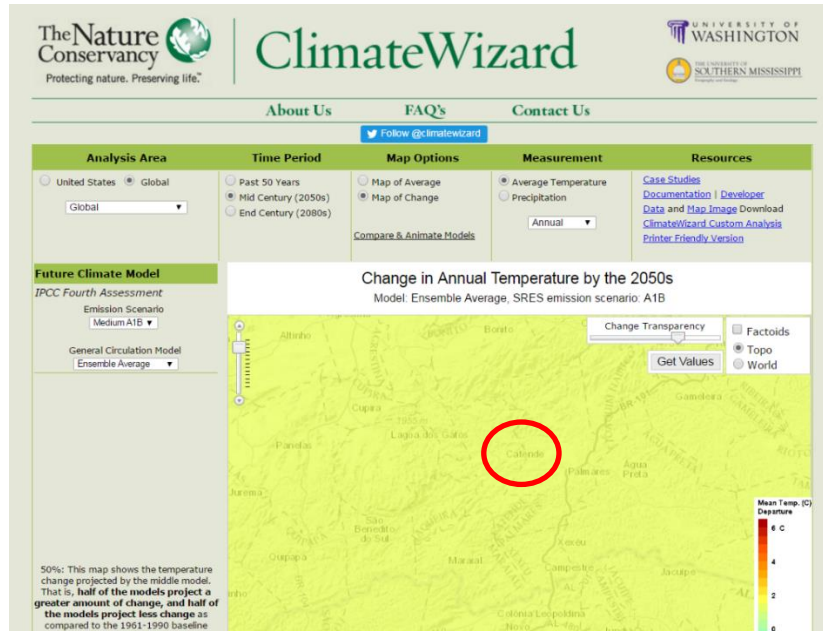 The Nature
Conservancy
Protecting nature. Preserving life.™
ClimateWizard
UNIVERSITY OF
WASHINGTON
THE UNIVERSITY OF
SOUTHERN MISSISSIPPI
About Us FAQ's Contact Us
Follow @climatewizard
Analysis Area Time Period Map Options Measurement Resources
United States Global
Global
Past 50 Years
Mid Century (2050s)
End Century (2080s)
Map of Average
Map of Change
Compare & Animate Models
Average Temperature
Precipitation
Annual
Case Studies
Documentation | Developer
Data and Map Image Download
ClimateWizard Custom Analysis
Printer Friendly Version
Future Climate Model
IPCC Fourth Assessment
Emission Scenario
Medium A1B
General Circulation Model
Ensemble Average
50%: This map shows the temperature
change projected by the middle model.
That is, half of the models project a
greater amount of change, and half of
the models project less change as
compared to the 1961-1990 baseline
Change in Annual Temperature by the 2050s
Model: Ensemble Average, SRES emission scenario: A1B
Change Transparency
Get Values
Factoids
Topo
World
Altinho
Bonito
Cupira
Gameleira
BR-101
Lagoa dos Gatos
Panelas
Catende
Palmares
Água
Preta
Jurema
São
Benedito
do Sul
Xexéu
Quipapá
Maraial
Campestre
Jacuípe
AL
Colônia Leopoldina
Novo
Mean Temp. (C)
Departure
6 C
4
2
0